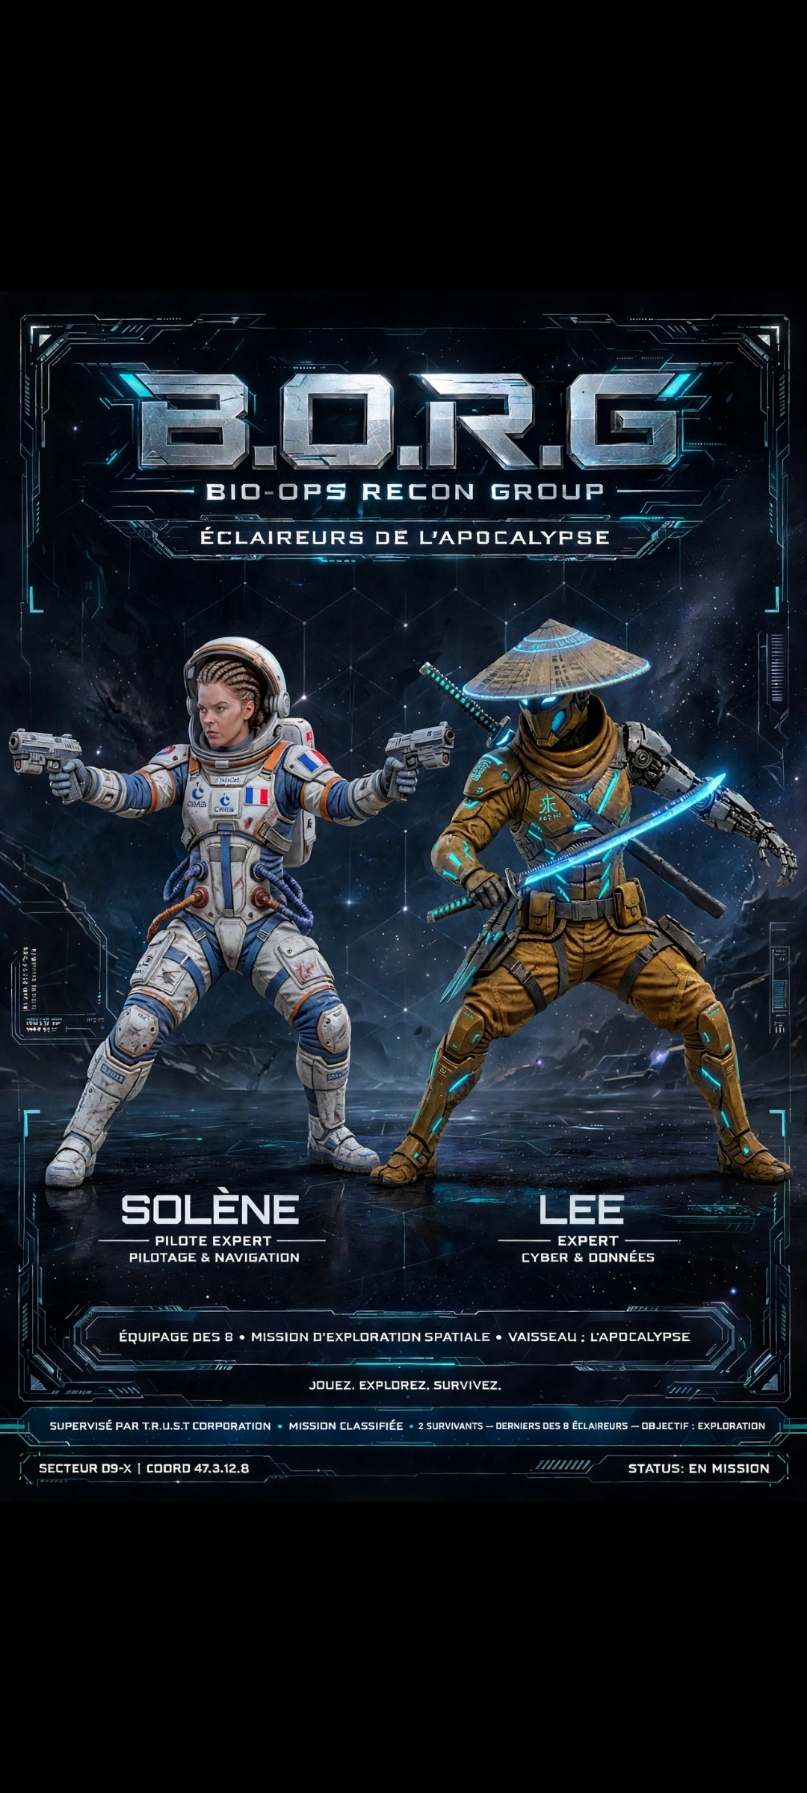 B.O.R.G
BIO-OPS RECON GROUP
ÉCLAIREURS DE L'APOCALYPSE
SOLÈNE
PILOTE EXPERT
PILOTAGE & NAVIGATION
LEE
EXPERT
CYBER & DONNÉES
ÉQUIPAGE DES 8 • MISSION D'EXPLORATION SPATIALE • VAISSEAU : L'APOCALYPSE
JOUEZ. EXPLOREZ. SURVIVEZ.
SUPERVISÉ PAR T.R.U.S.T CORPORATION • MISSION CLASSIFIÉE • 2 SURVIVANTS — DERNIERS DES 8 ÉCLAIREURS — OBJECTIF : EXPLORATION
SECTEUR D9-X | COORD 47.3.12.8
STATUS: EN MISSION